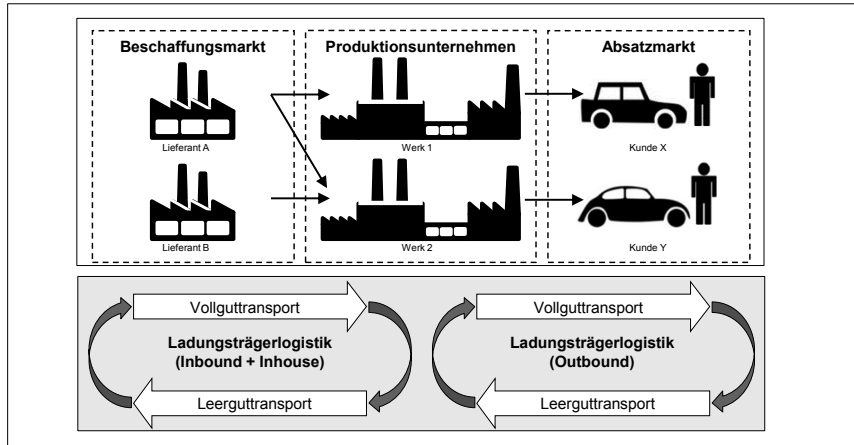 Beschaffungsmarkt
Produktionsunternehmen
Absatzmarkt
Lieferant A
Werk 1
Kunde X
Lieferant B
Werk 2
Kunde Y
Vollguttransport
Ladungsträgerlogistik
(Inbound + Inhouse)
Leerguttransport
Vollguttransport
Ladungsträgerlogistik
(Outbound)
Leerguttransport